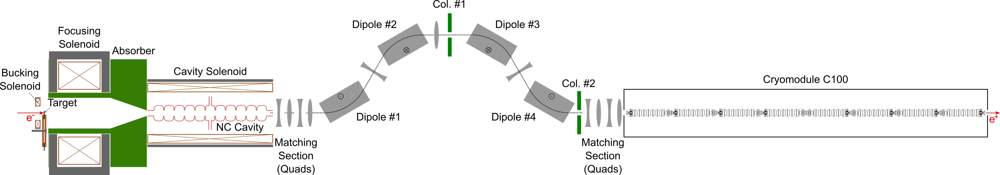 Col. #1
Dipole #2
Dipole #3
Focusing
Solenoid
Absorber
Bucking
Solenoid
Cavity Solenoid
Col. #2
Cryomodule C100
Target
e-
NC Cavity
Dipole #1
Dipole #4
e+
Matching
Section
(Quads)
Matching
Section
(Quads)